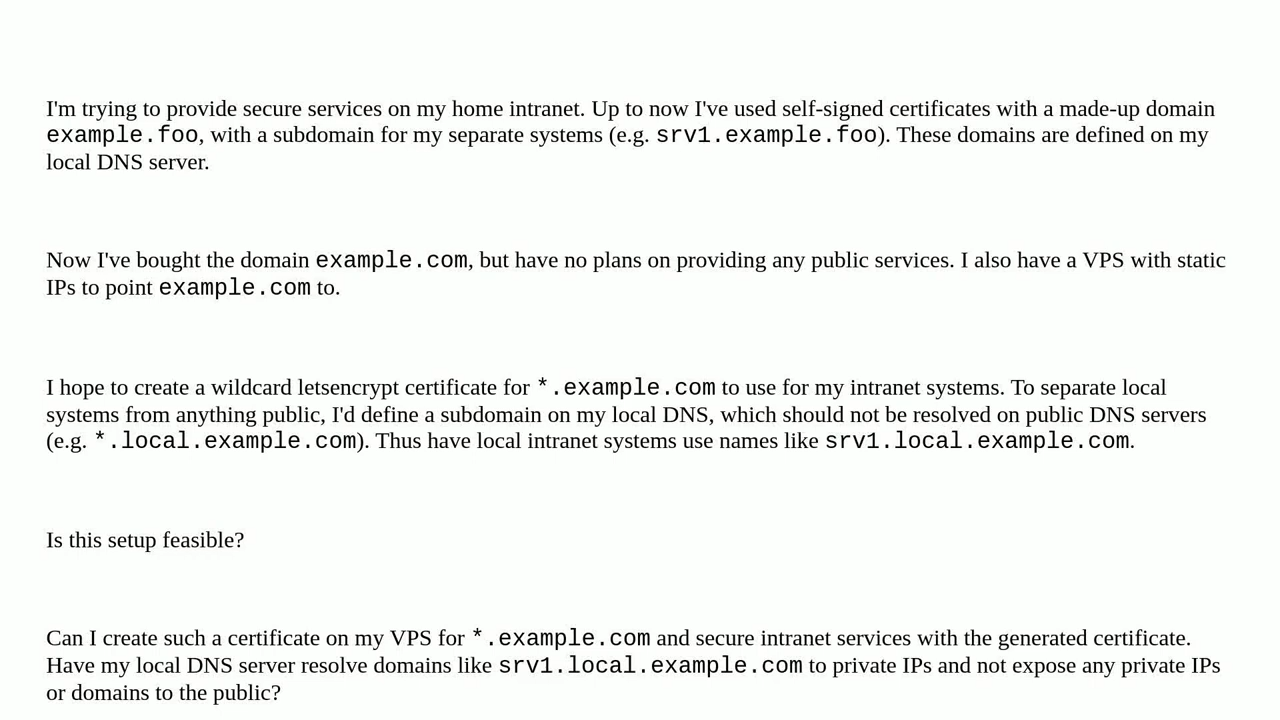 I'm trying to provide secure services on my home intranet. Up to now I've used self-signed certificates with a made-up domain
example.foo, with a subdomain for my separate systems (e.g. srv1.example.foo). These domains are defined on my
local DNS server.
Now I've bought the domain example.com, but have no plans on providing any public services. I also have a VPS with static
IPs to point example.com to.
I hope to create a wildcard letsencrypt certificate for *.example.com to use for my intranet systems. To separate local
systems from anything public, I'd define a subdomain on my local DNS, which should not be resolved on public DNS servers
(e.g. *.local.example.com). Thus have local intranet systems use names like srv1.local.example.com.
Is this setup feasible?
Can I create such a certificate on my VPS for *.example.com and secure intranet services with the generated certificate.
Have my local DNS server resolve domains like srv1.local.example.com to private IPs and not expose any private IPs
or domains to the public?